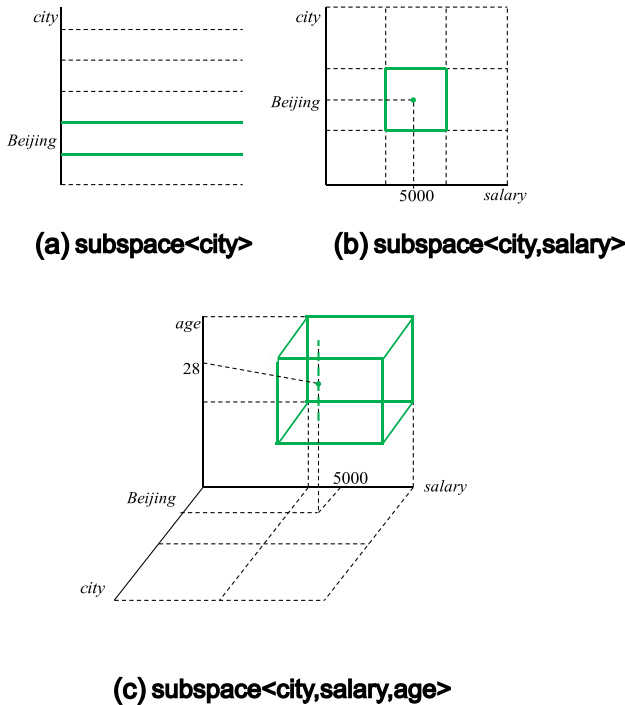 city
Beijing
(a) subspace<city>
city
Beijing
5000
salary
(b) subspace<city,salary>
age
28
5000
Beijing
salary
city
(c) subspace<city,salary,age>